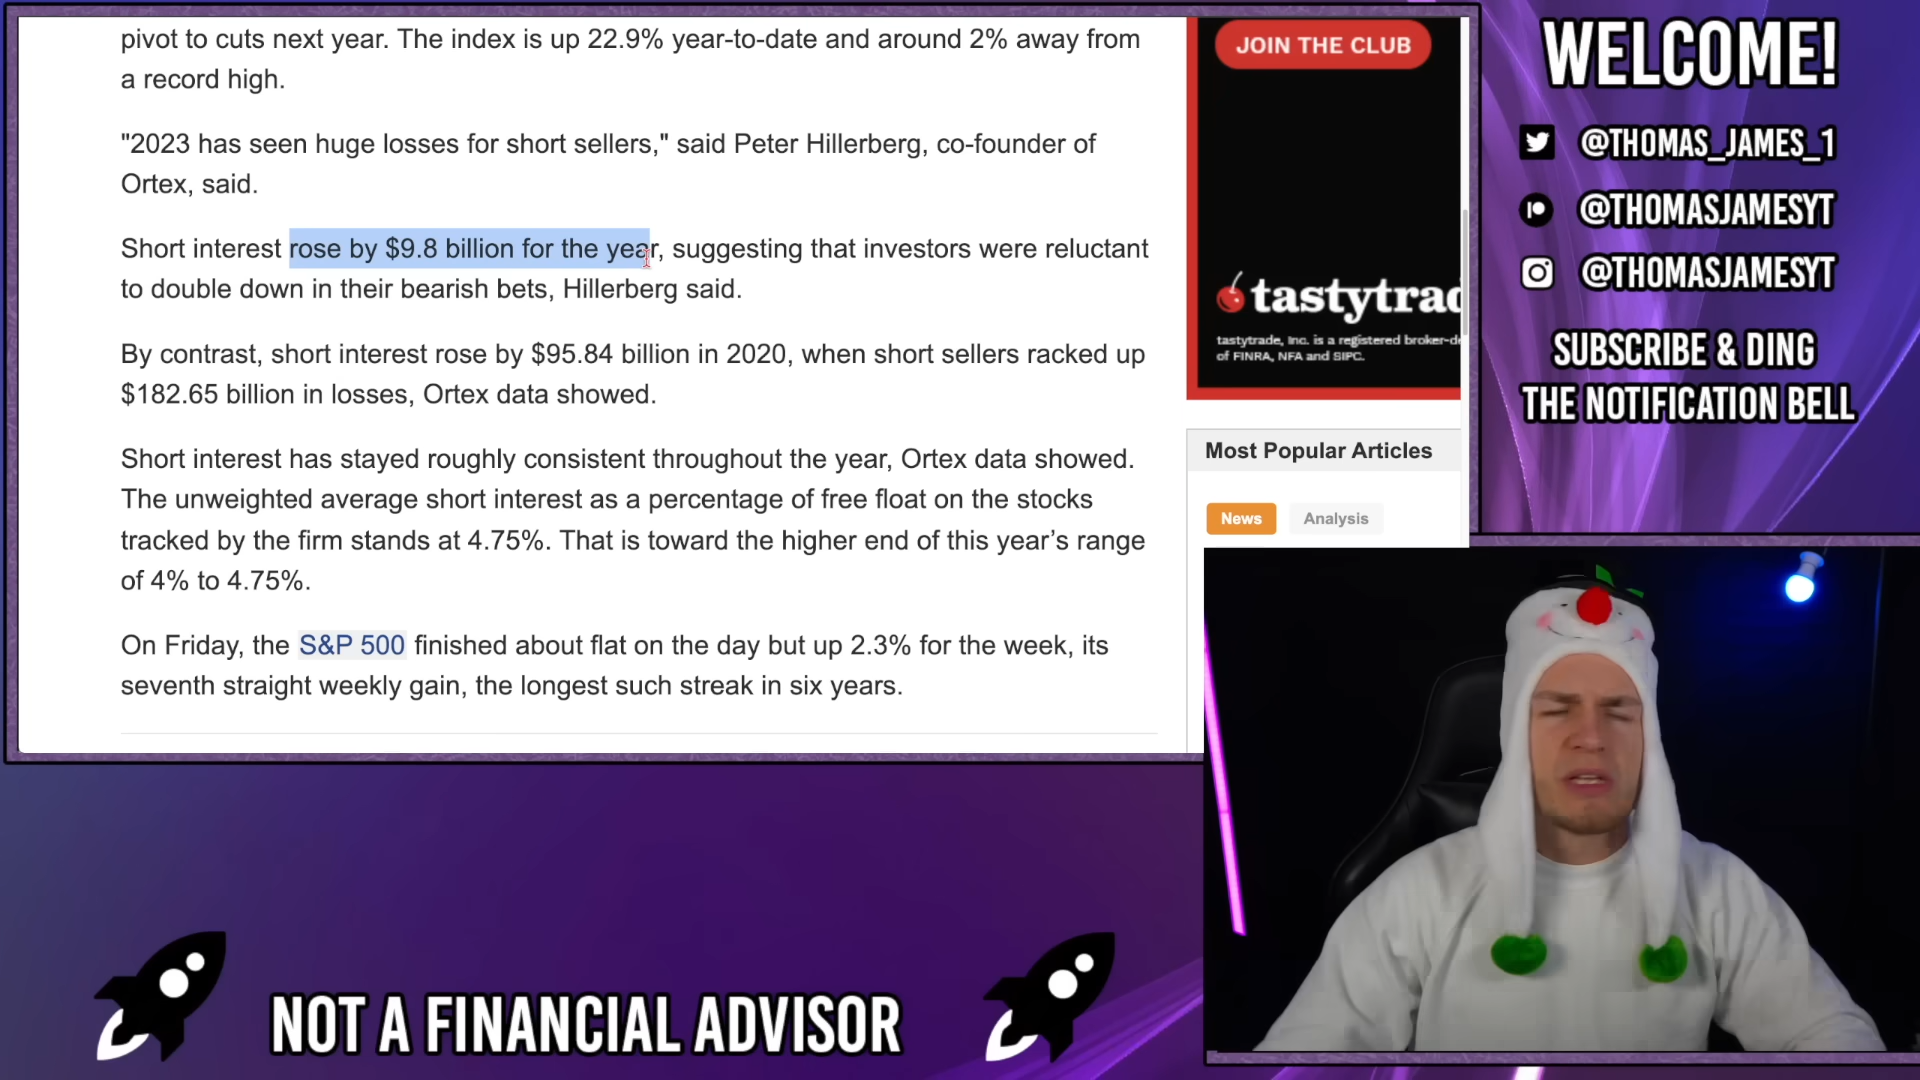 pivot to cuts next year. The index is up 22.9% year-to-date and around 2% away from
a record high.
"2023 has seen huge losses for short sellers," said Peter Hillerberg, co-founder of
Ortex, said.
Short interest rose by $9.8 billion for the year, suggesting that investors were reluctant
to double down in their bearish bets, Hillerberg said.
By contrast, short interest rose by $95.84 billion in 2020, when short sellers racked up
$182.65 billion in losses, Ortex data showed.
Short interest has stayed roughly consistent throughout the year, Ortex data showed.
The unweighted average short interest as a percentage of free float on the stocks
tracked by the firm stands at 4.75%. That is toward the higher end of this year’s range
of 4% to 4.75%.
On Friday, the S&P 500 finished about flat on the day but up 2.3% for the week, its
seventh straight weekly gain, the longest such streak in six years.
JOIN THE CLUB
tastytrad
tastytrade, Inc. is a registered broker-d
of FINRA, NFA and SIPC.
Most Popular Articles
News
Analysis
WELCOME!
@THOMAS_JAMES_1
@THOMASJAMESYT
@THOMASJAMESYT
SUBSCRIBE & DING
THE NOTIFICATION BELL
NOT A FINANCIAL ADVISOR